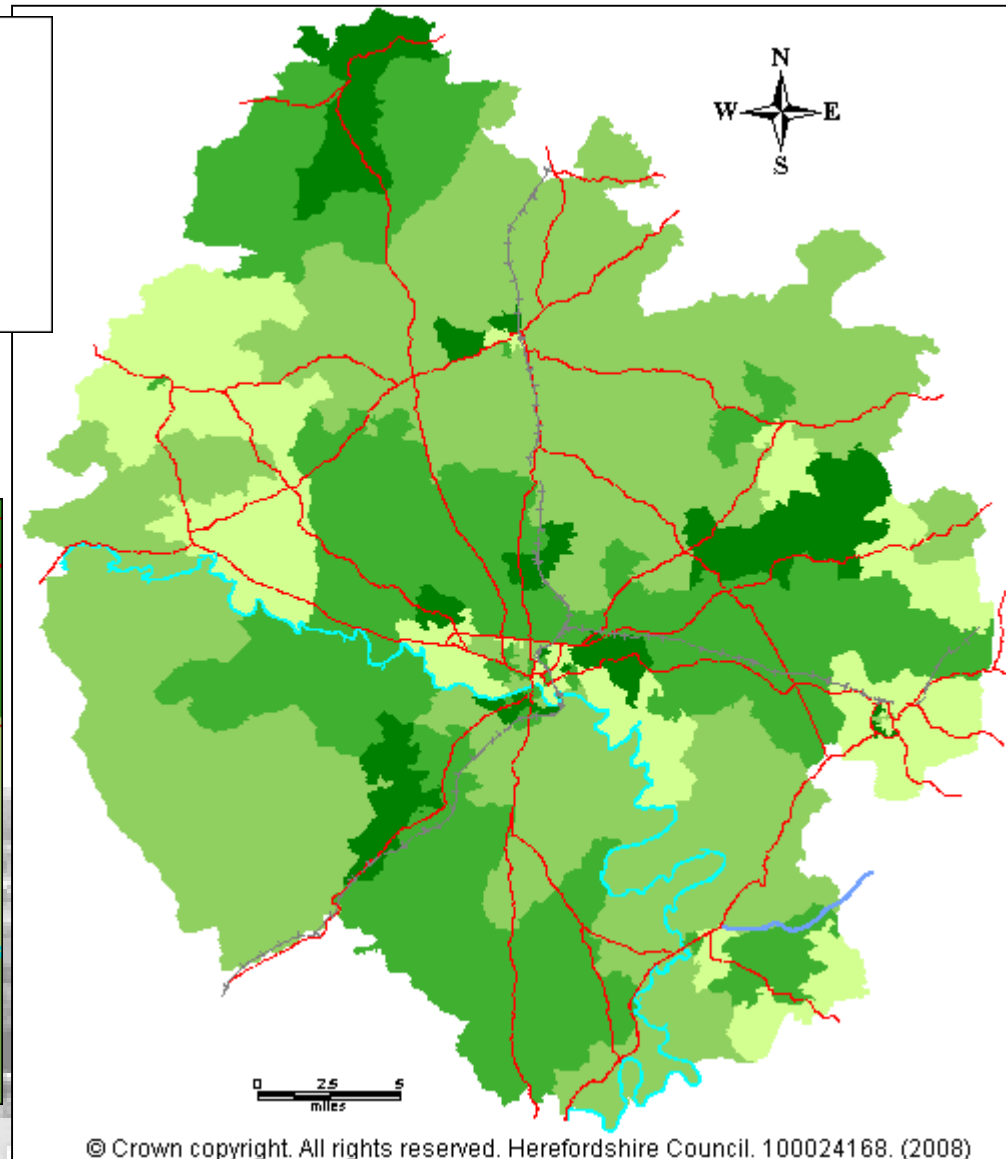 N
W E
S
0 2.5 5
miles
© Crown copyright. All rights reserved. Herefordshire Council. 100024168. (2008)